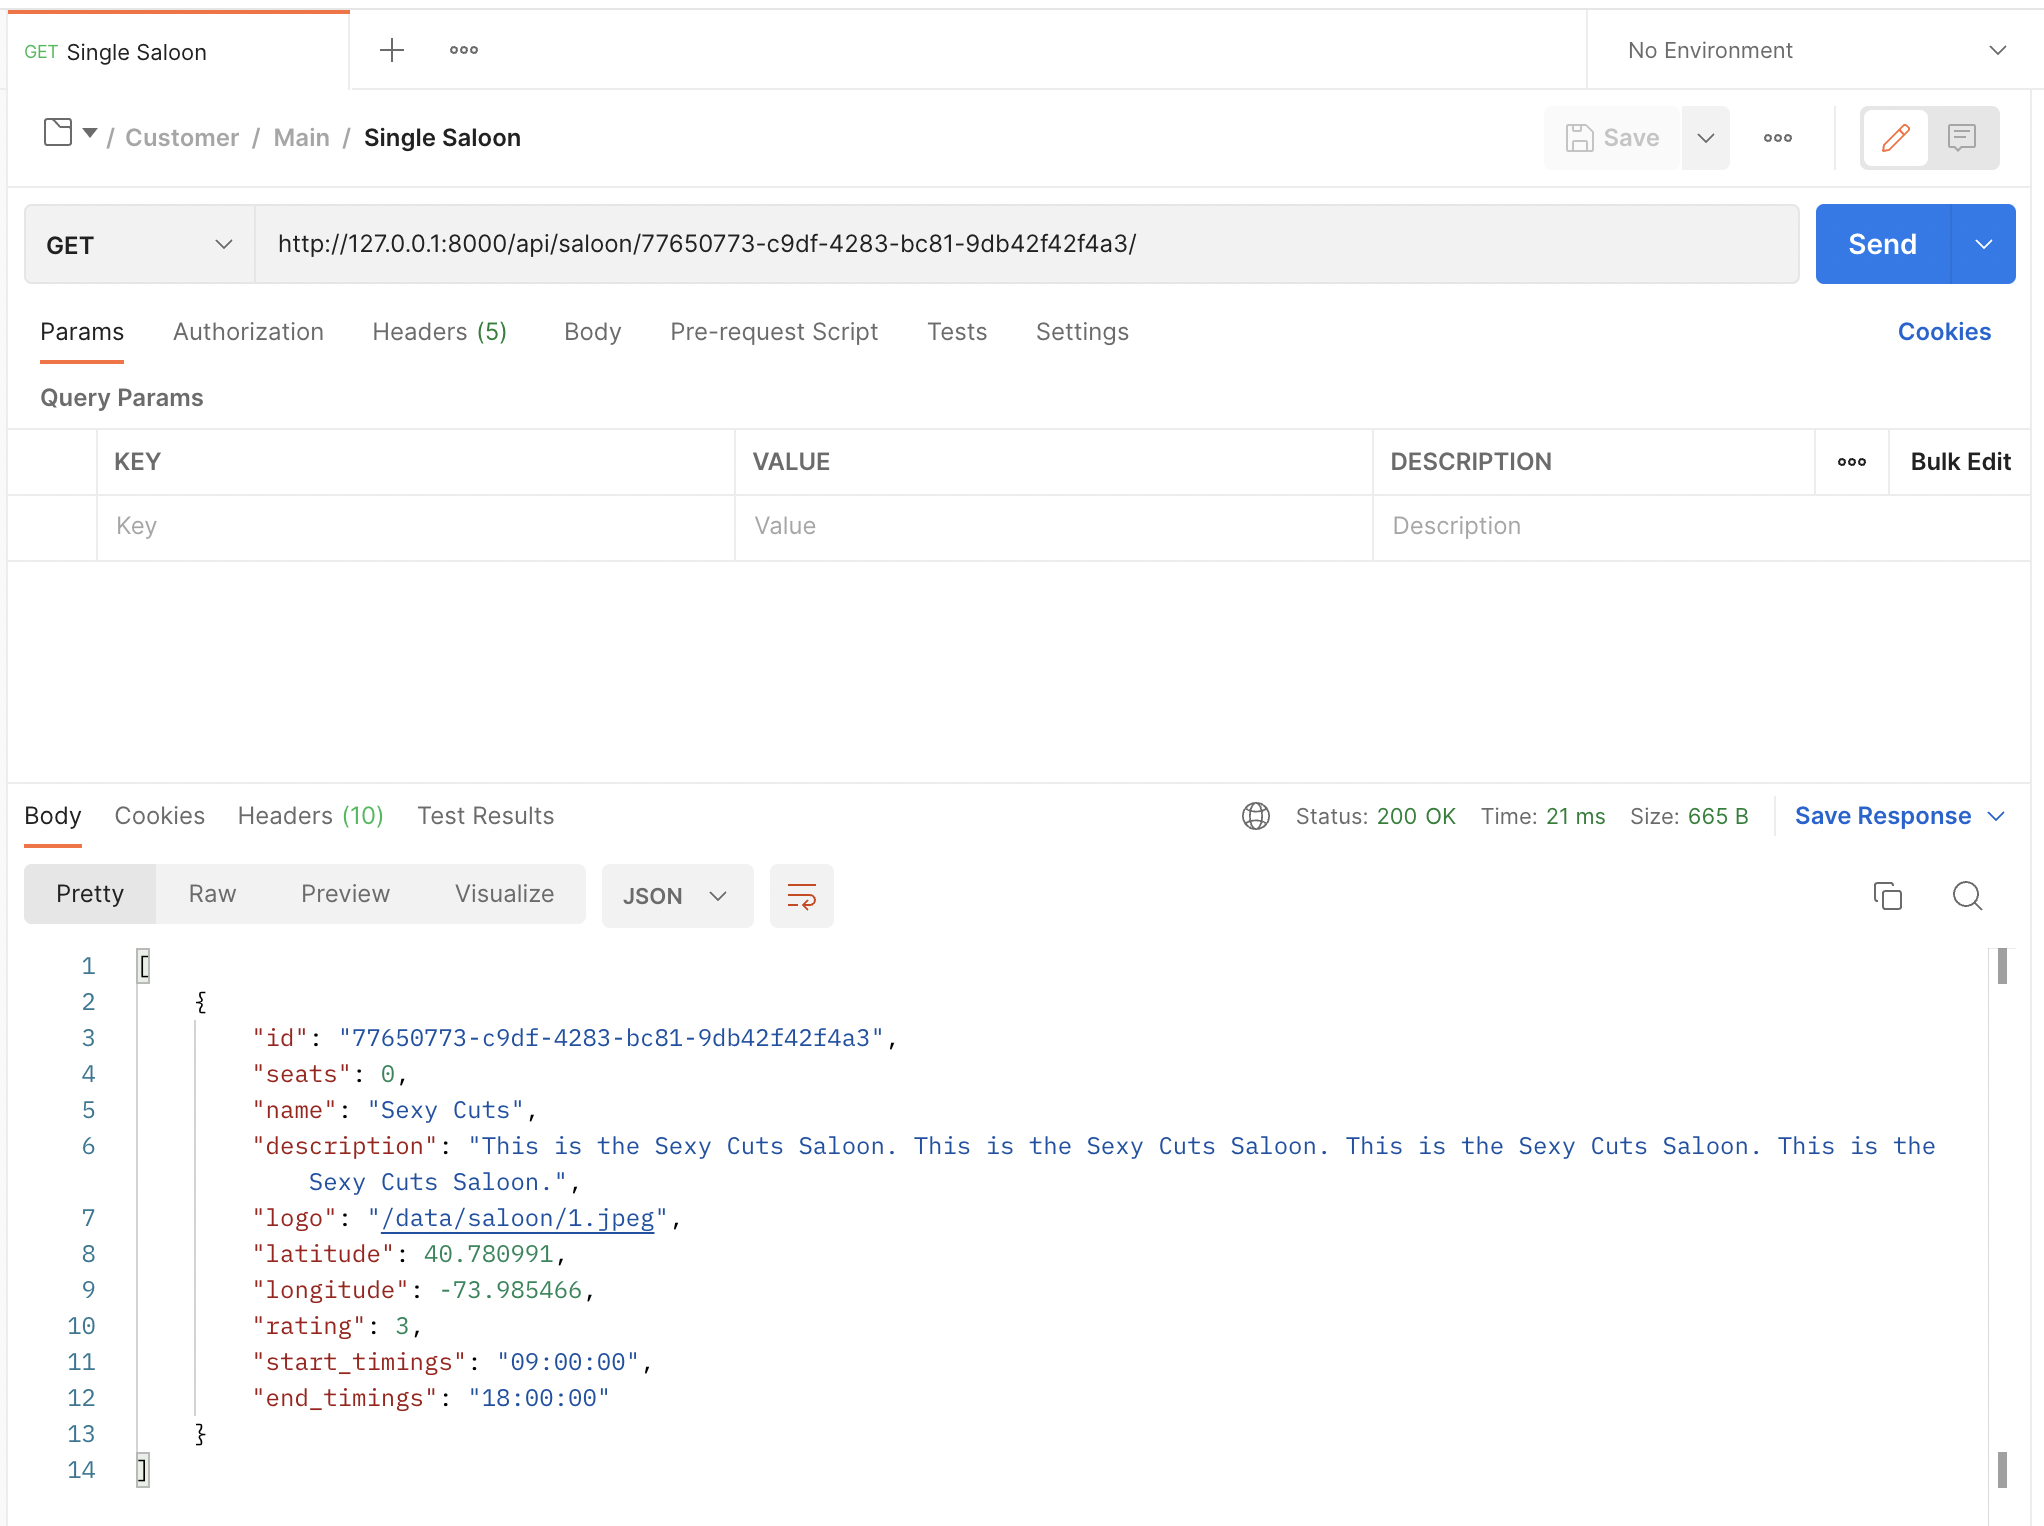 GET Single Saloon
No Environment
/ Customer / Main / Single Saloon
Save
GET
http://127.0.0.1:8000/api/saloon/77650773-c9df-4283-bc81-9db42f42f4a3/
Send
Params Authorization Headers (5) Body Pre-request Script Tests Settings Cookies
Query Params
KEY VALUE DESCRIPTION Bulk Edit
Key Value Description
Body Cookies Headers (10) Test Results Status: 200 OK Time: 21 ms Size: 665 B Save Response
Pretty Raw Preview Visualize JSON
1 [
2 {
3 "id": "77650773-c9df-4283-bc81-9db42f42f4a3",
4 "seats": 0,
5 "name": "Sexy Cuts",
6 "description": "This is the Sexy Cuts Saloon. This is the Sexy Cuts Saloon. This is the Sexy Cuts Saloon. This is the
Sexy Cuts Saloon.",
7 "logo": "/data/saloon/1.jpeg",
8 "latitude": 40.780991,
9 "longitude": -73.985466,
10 "rating": 3,
11 "start_timings": "09:00:00",
12 "end_timings": "18:00:00"
13 }
14 ]